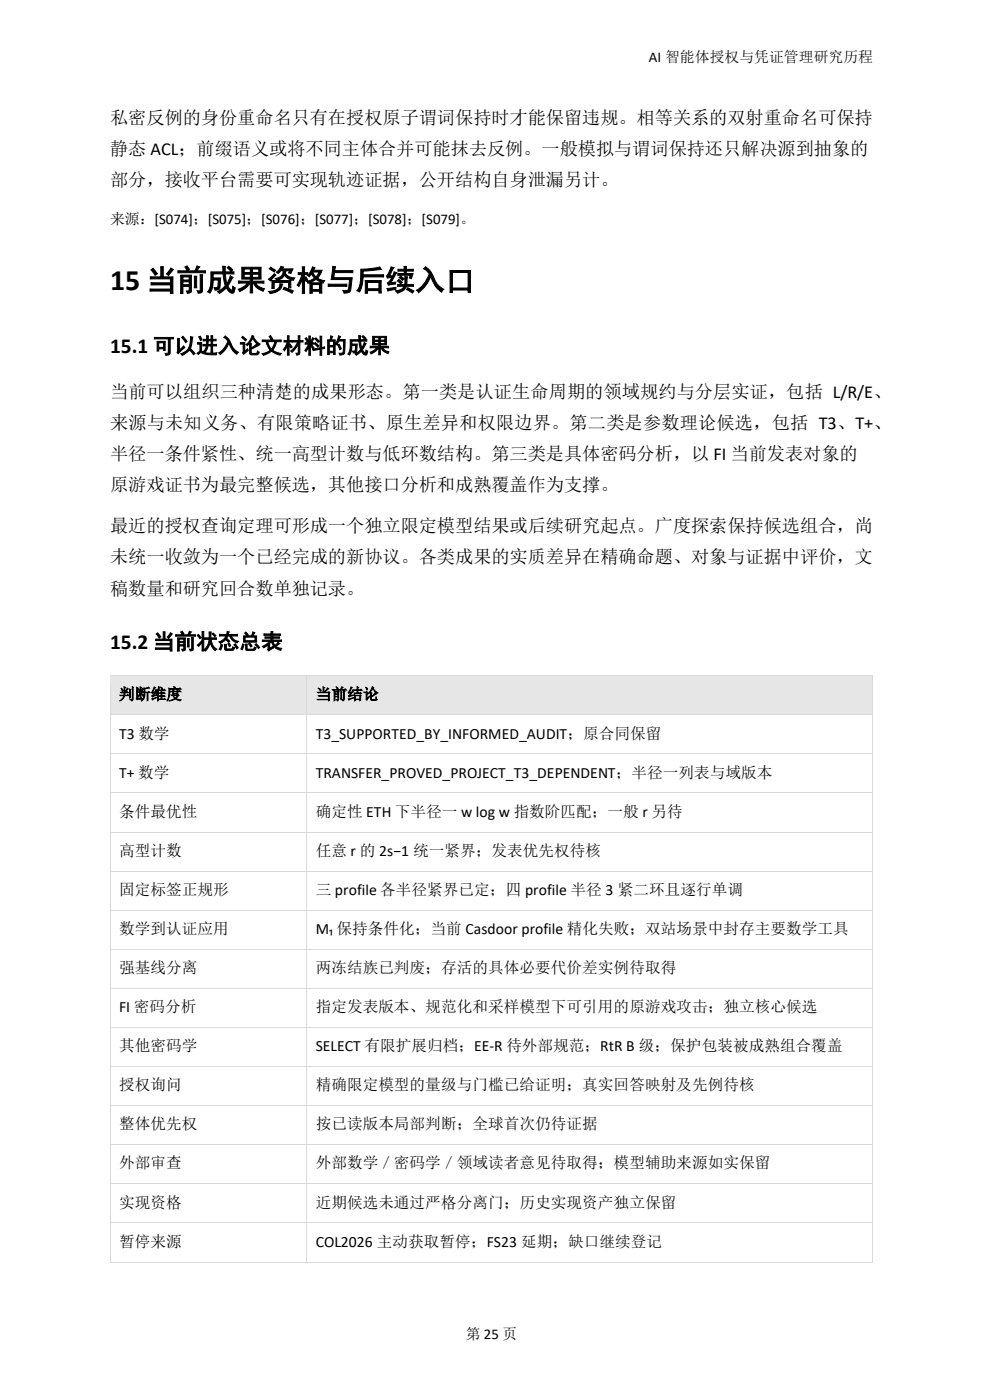 AI 智能体授权与凭证管理研究历程
私密反例的身份重命名只有在授权原子谓词保持时才能保留违规。相等关系的双射重命名可保持
静态 ACL；前缀语义或将不同主体合并可能抹去反例。一般模拟与谓词保持还只解决源到抽象的
部分，接收平台需要可实现轨迹证据，公开结构自身泄漏另计。
来源：[S074]；[S075]；[S076]；[S077]；[S078]；[S079]。
15 当前成果资格与后续入口
15.1 可以进入论文材料的成果
当前可以组织三种清楚的成果形态。第一类是认证生命周期的领域规约与分层实证，包括 L/R/E、
来源与未知义务、有限策略证书、原生差异和权限边界。第二类是参数理论候选，包括 T3、T+、
半径一条件紧性、统一高型计数与低环数结构。第三类是具体密码分析，以 FI 当前发表对象的
原游戏证书为最完整候选，其他接口分析和成熟覆盖作为支撑。
最近的授权查询定理可形成一个独立限定模型结果或后续研究起点。广度探索保持候选组合，尚
未统一收敛为一个已经完成的新协议。各类成果的实质差异在精确命题、对象与证据中评价，文
稿数量和研究回合数单独记录。
15.2 当前状态总表
判断维度 当前结论
T3 数学 T3_SUPPORTED_BY_INFORMED_AUDIT；原合同保留
T+ 数学 TRANSFER_PROVED_PROJECT_T3_DEPENDENT；半径一列表与域版本
条件最优性 确定性 ETH 下半径一 w log w 指数阶匹配；一般 r 另待
高型计数 任意 r 的 2s−1 统一紧界；发表优先权待核
固定标签正规形 三 profile 各半径紧界已定；四 profile 半径 3 紧二环且逐行单调
数学到认证应用 M₁ 保持条件化；当前 Casdoor profile 精化失败；双站场景中封存主要数学工具
强基线分离 两冻结族已判废；存活的具体必要代价差实例待取得
FI 密码分析 指定发表版本、规范化和采样模型下可引用的原游戏攻击；独立核心候选
其他密码学 SELECT 有限扩展归档；EE-R 待外部规范；RtR B 级；保护包装被成熟组合覆盖
授权询问 精确限定模型的量级与门槛已给证明；真实回答映射及先例待核
整体优先权 按已读版本局部判断；全球首次仍待证据
外部审查 外部数学／密码学／领域读者意见待取得；模型辅助来源如实保留
实现资格 近期候选未通过严格分离门；历史实现资产独立保留
暂停来源 COL2026 主动获取暂停；FS23 延期；缺口继续登记
第 25 页